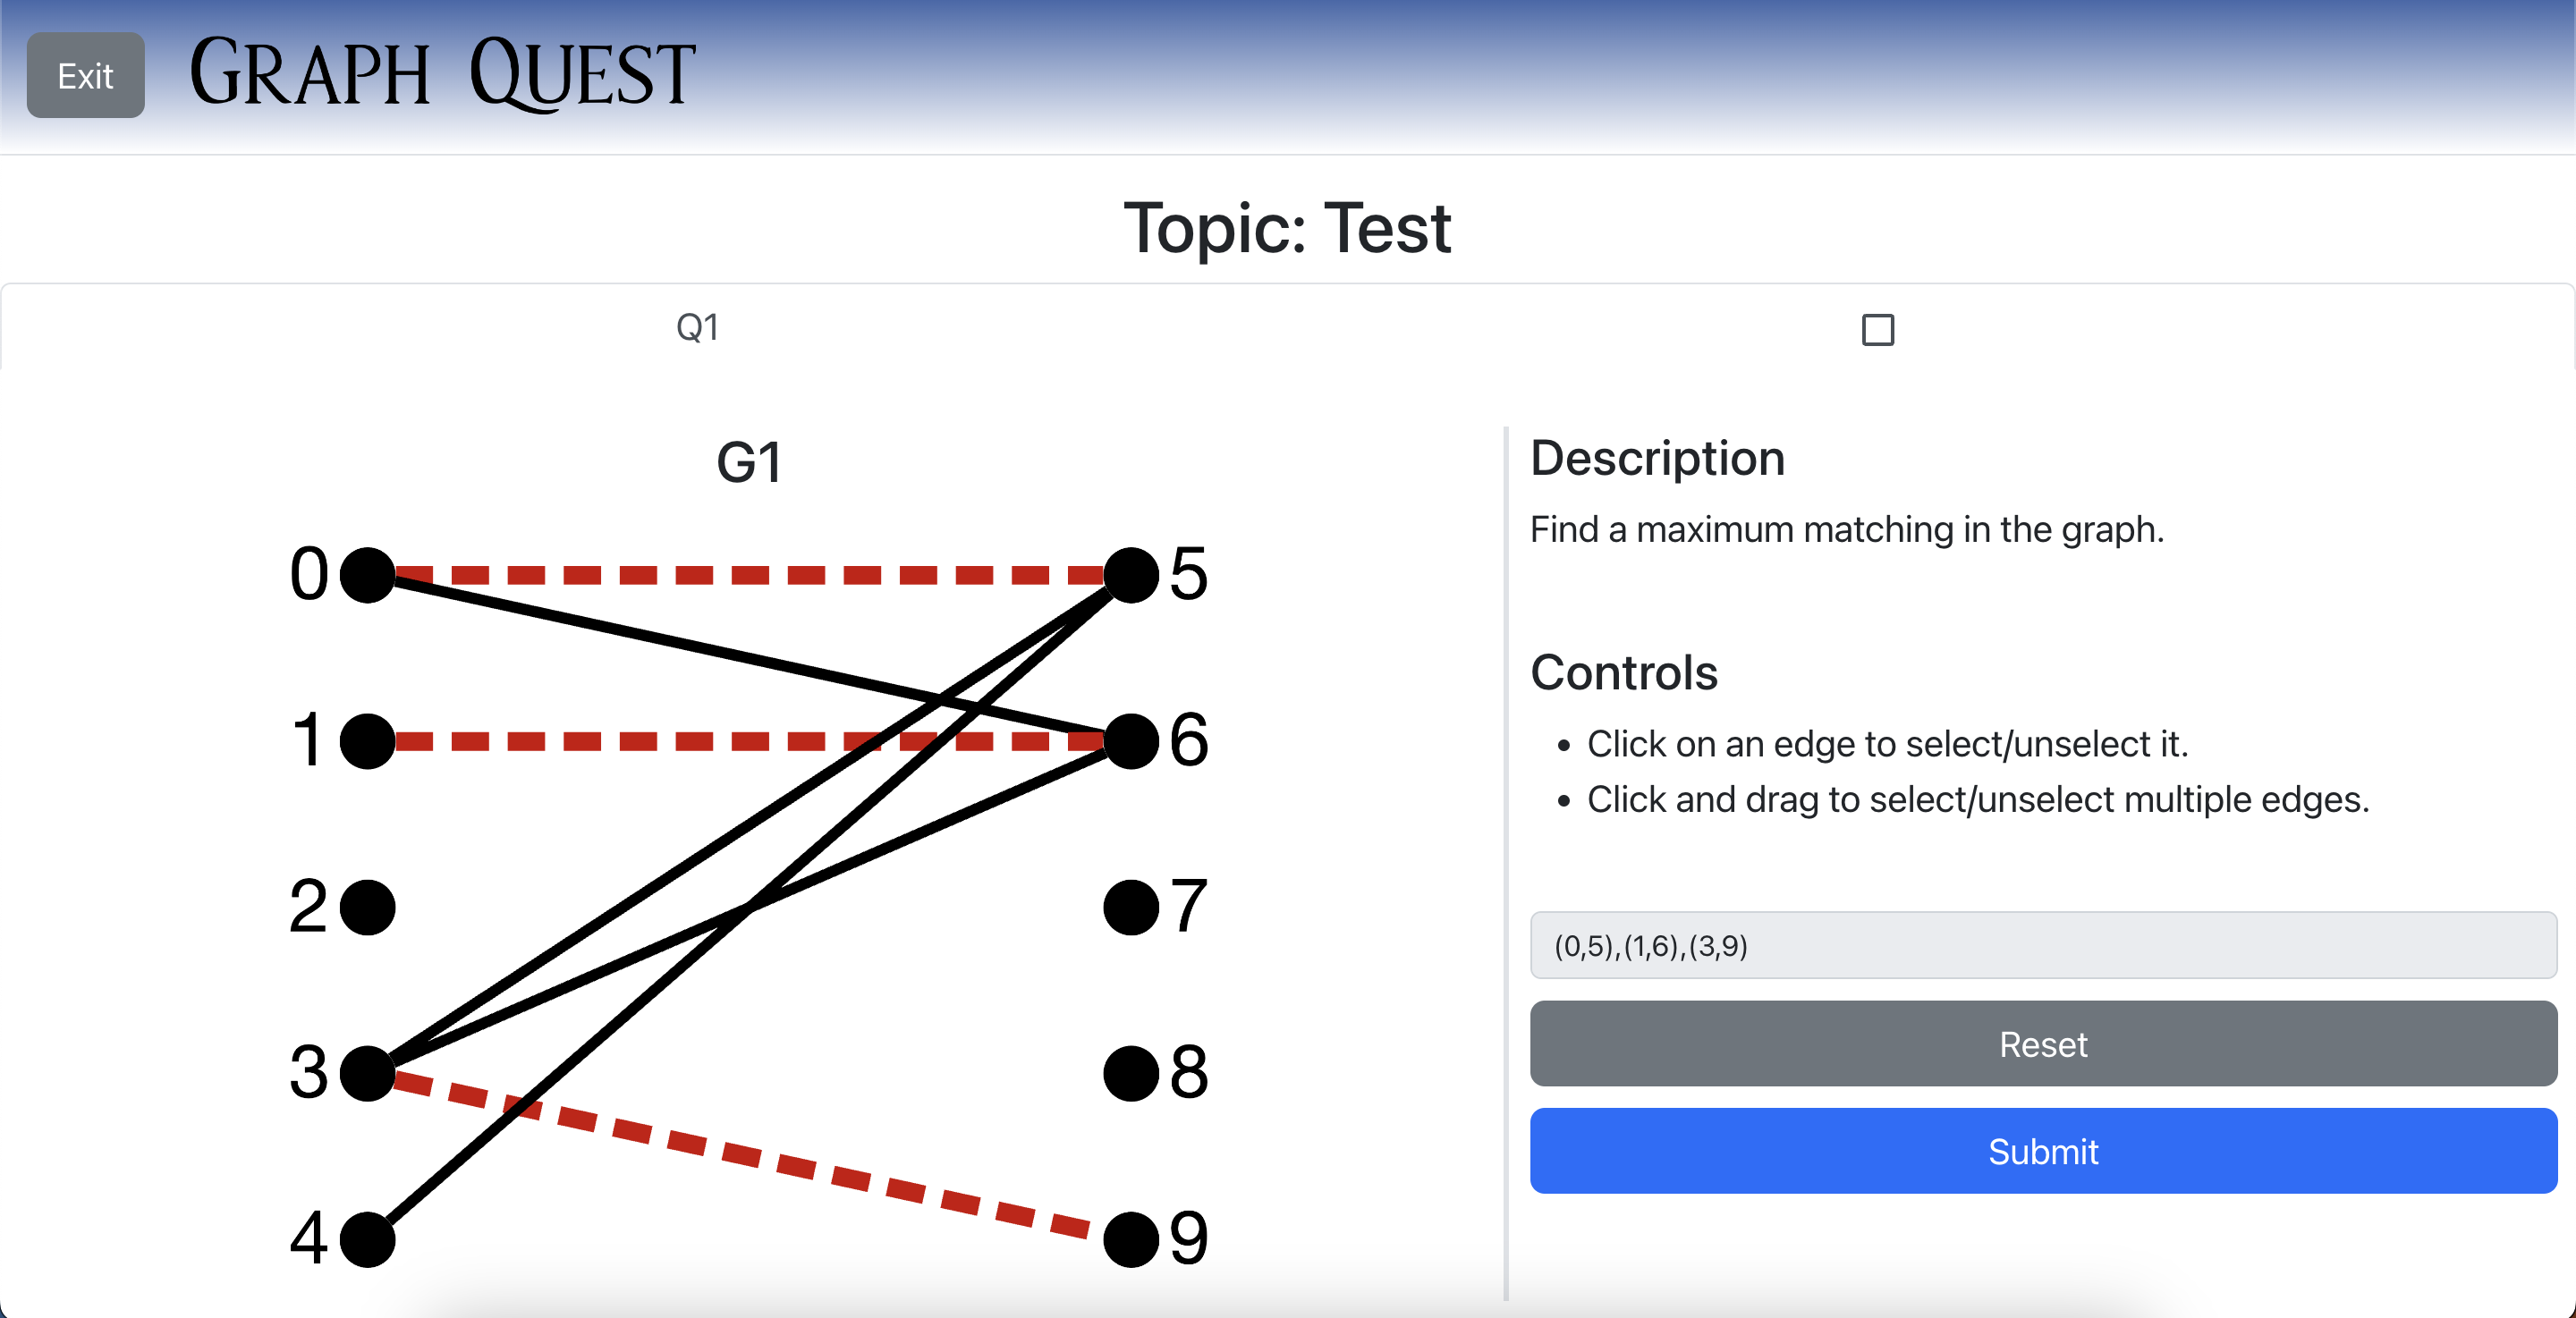 Exit
GRAPH QUEST
Topic: Test
Q1
G1
0 5
1 6
2 7
3 8
4 9
Description
Find a maximum matching in the graph.
Controls
• Click on an edge to select/unselect it.
• Click and drag to select/unselect multiple edges.
(0,5),(1,6),(3,9)
Reset
Submit